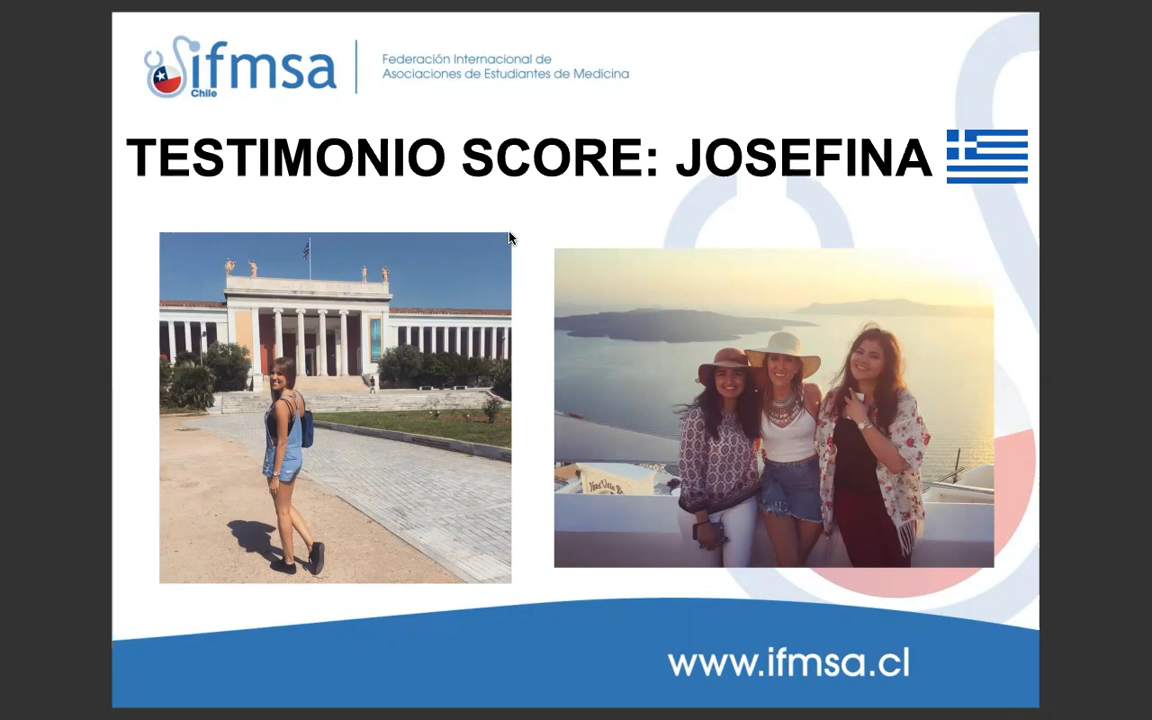 ifmsa
Chile
Federación Internacional de
Asociaciones de Estudiantes de Medicina
TESTIMONIO SCORE: JOSEFINA
www.ifmsa.cl